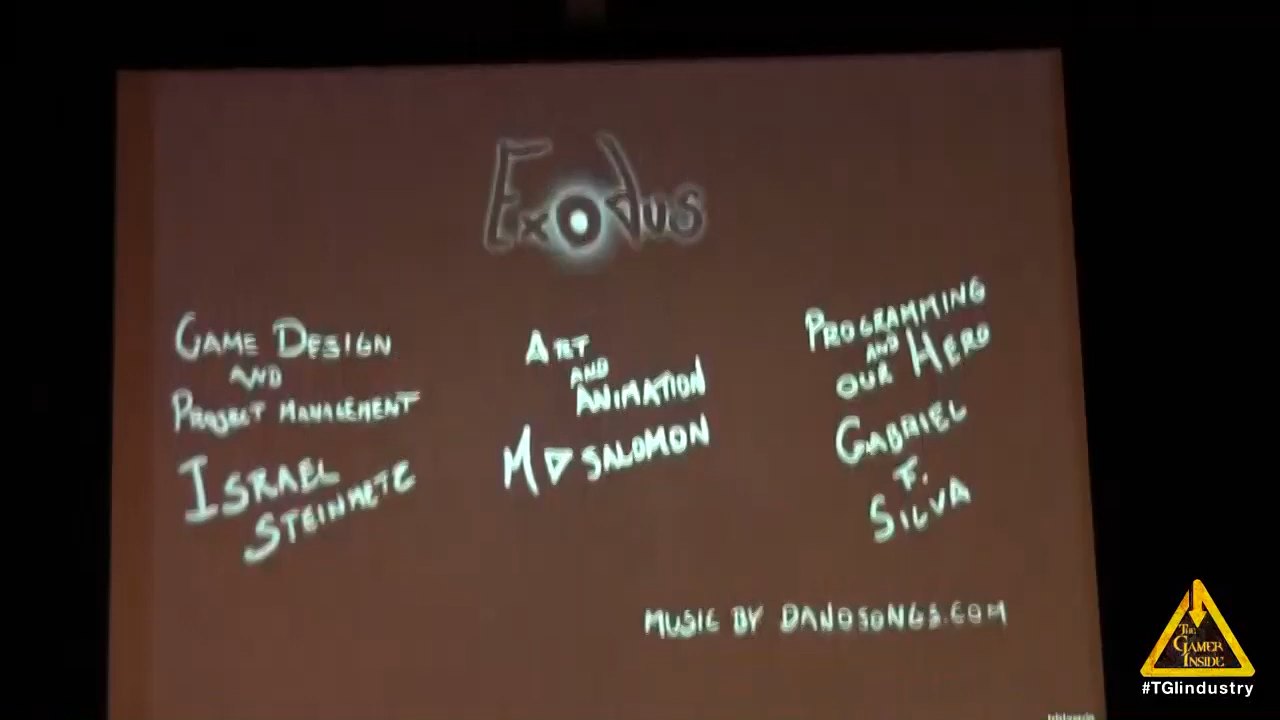 Exodus
GAME DESIGN
AND
PROJECT MANAGEMENT
ISRAEL
STEINMETZ
ART
AND
ANIMATION
SALOMON
PROGRAMMING
AND
OUR HERO
GABRIEL
F.
SILVA
MUSIC BY DANOSONGS.COM
THE
GAMER
INSIDE
#TGIindustry